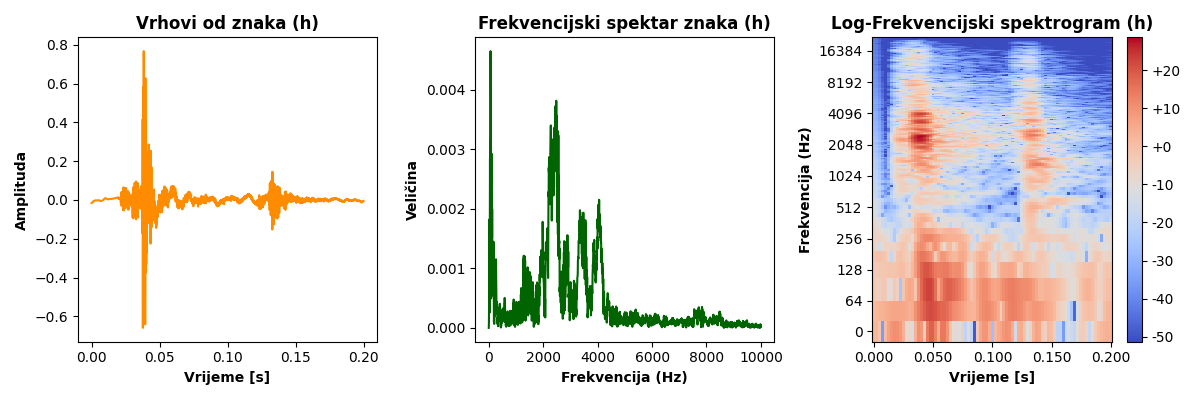 Vrhovi od znaka (h)
0.8
0.6
0.4
0.2
0.0
−0.2
−0.4
−0.6
0.00 0.05 0.10 0.15 0.20
Amplituda
Vrijeme [s]
Frekvencijski spektar znaka (h)
0.004
0.003
0.002
0.001
0.000
0 2000 4000 6000 8000 10000
Veličina
Frekvencija (Hz)
Log-Frekvencijski spektrogram (h)
16384
8192
4096
2048
1024
512
256
128
64
0
0.000 0.050 0.100 0.150 0.200
Frekvencija (Hz)
Vrijeme [s]
+20
+10
+0
-10
-20
-30
-40
-50